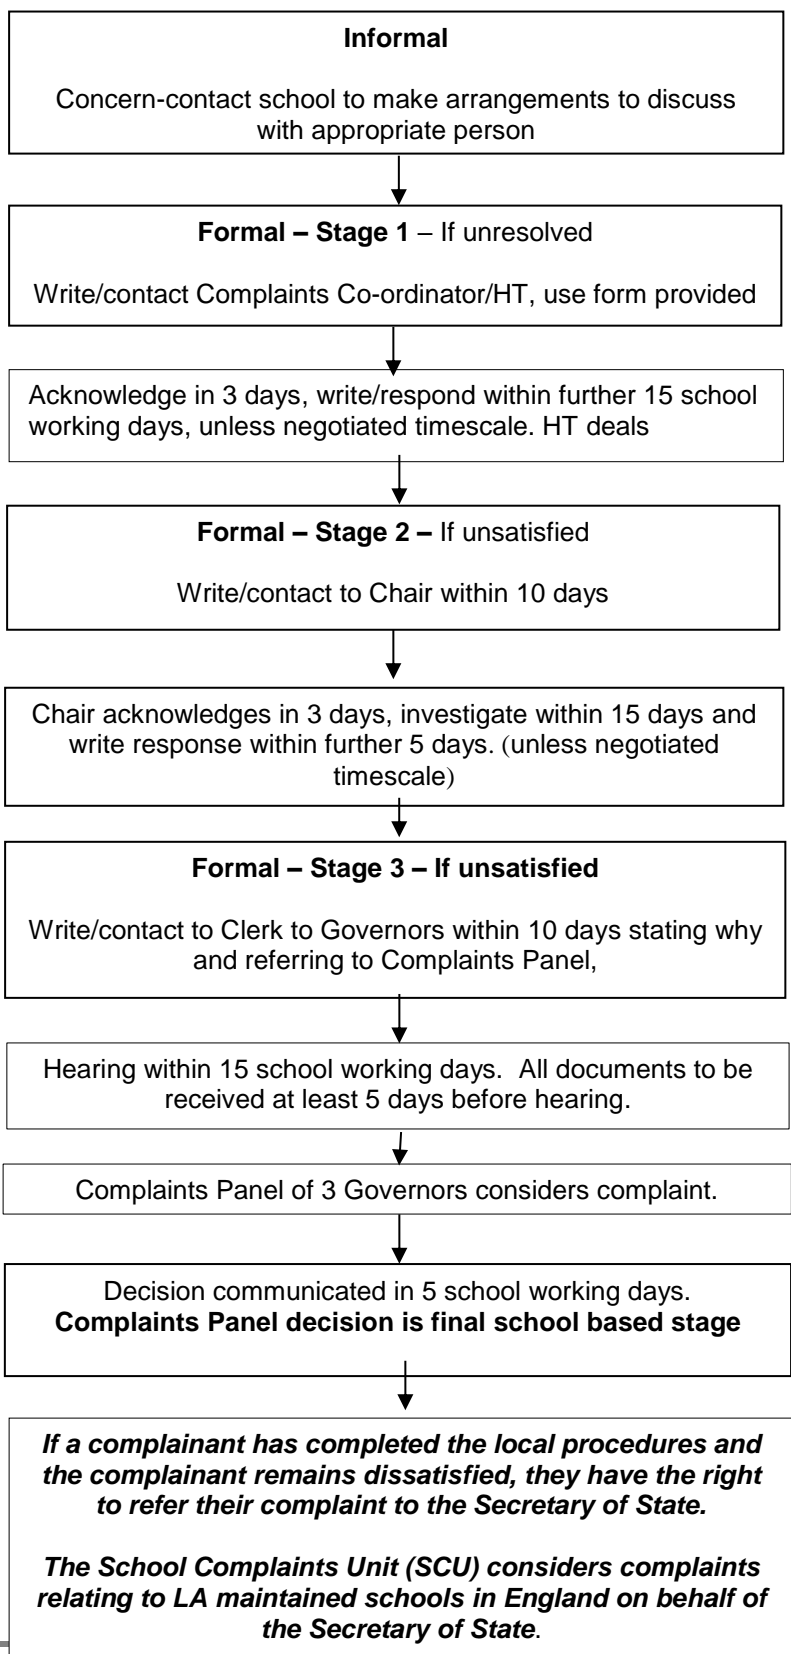 Informal
Concern-contact school to make arrangements to discuss
with appropriate person
Formal – Stage 1 – If unresolved
Write/contact Complaints Co-ordinator/HT, use form provided
Acknowledge in 3 days, write/respond within further 15 school
working days, unless negotiated timescale. HT deals
Formal – Stage 2 – If unsatisfied
Write/contact to Chair within 10 days
Chair acknowledges in 3 days, investigate within 15 days and
write response within further 5 days. (unless negotiated
timescale)
Formal – Stage 3 – If unsatisfied
Write/contact to Clerk to Governors within 10 days stating why
and referring to Complaints Panel,
Hearing within 15 school working days.  All documents to be
received at least 5 days before hearing.
Complaints Panel of 3 Governors considers complaint.
Decision communicated in 5 school working days.
Complaints Panel decision is final school based stage
If a complainant has completed the local procedures and
the complainant remains dissatisfied, they have the right
to refer their complaint to the Secretary of State.
The School Complaints Unit (SCU) considers complaints
relating to LA maintained schools in England on behalf of
the Secretary of State.